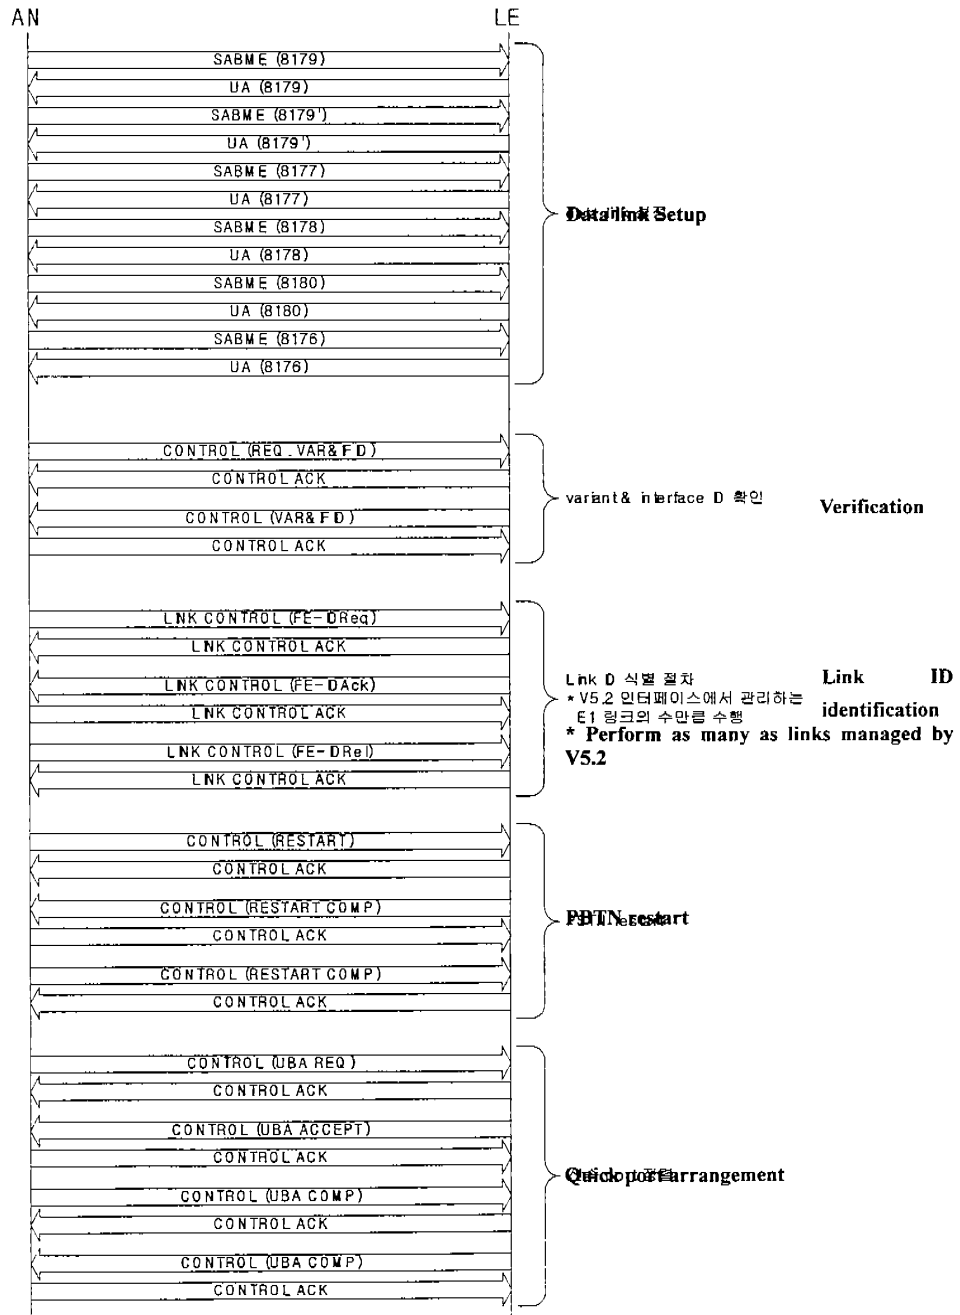 AN LE
SABME (8179)
UA (8179)
SABME (8179')
UA (8179')
SABME (8177)
UA (8177)
SABME (8178)
UA (8178)
SABME (8180)
UA (8180)
SABME (8176)
UA (8176)
Data link Setup
CONTROL (REQ.VAR&FD)
CONTROL ACK
CONTROL (VAR&FD)
CONTROL ACK
variant & interface D 확인
Verification
LNK CONTROL (FE-DReq)
LNK CONTROL ACK
LNK CONTROL (FE-DAck)
LNK CONTROL ACK
LNK CONTROL (FE-DRel)
LNK CONTROL ACK
Link D 식별 절차
* V5.2 인터페이스에서 관리하는
E1 링크의 수만큼 수행
Link ID
identification
* Perform as many as links managed by
V5.2
CONTROL (RESTART)
CONTROL ACK
CONTROL (RESTART COMP)
CONTROL ACK
CONTROL (RESTART COMP)
CONTROL ACK
restart
CONTROL (UBA REQ)
CONTROL ACK
CONTROL (UBA ACCEPT)
CONTROL ACK
CONTROL (UBA COMP)
CONTROL ACK
CONTROL (UBA COMP)
CONTROL ACK
Quick port arrangement